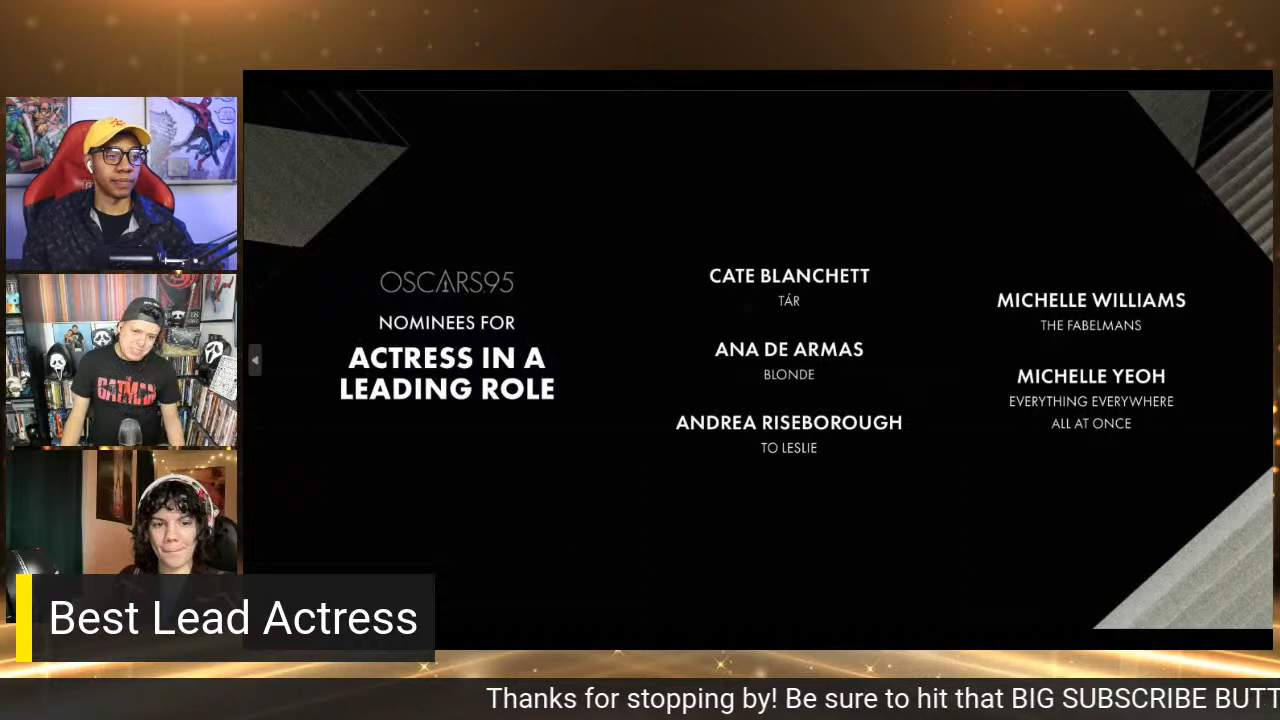 OSCARS95
NOMINEES FOR
ACTRESS IN A
LEADING ROLE
CATE BLANCHETT
TÁR
ANA DE ARMAS
BLONDE
ANDREA RISEBOROUGH
TO LESLIE
MICHELLE WILLIAMS
THE FABELMANS
MICHELLE YEOH
EVERYTHING EVERYWHERE
ALL AT ONCE
BATMAN
Best Lead Actress
Thanks for stopping by! Be sure to hit that BIG SUBSCRIBE BUTT